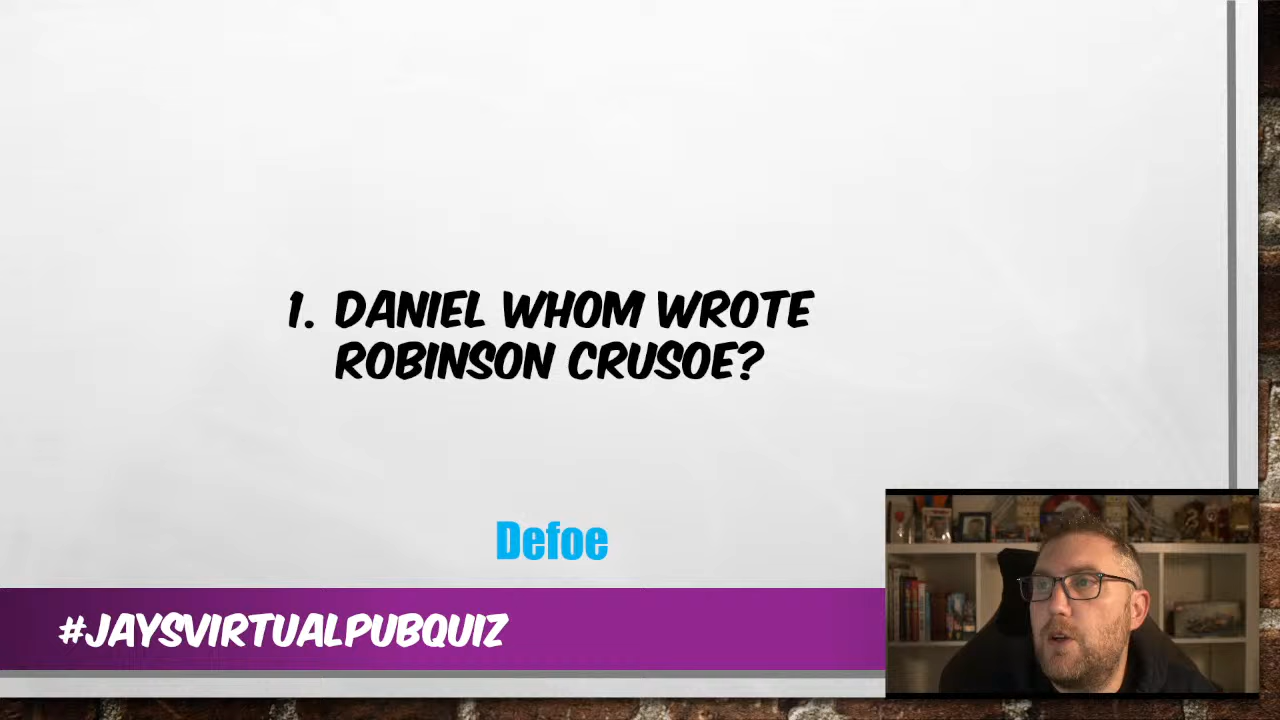 1. DANIEL WHOM WROTE
ROBINSON CRUSOE?
Defoe
#JAYSVIRTUALPUBQUIZ